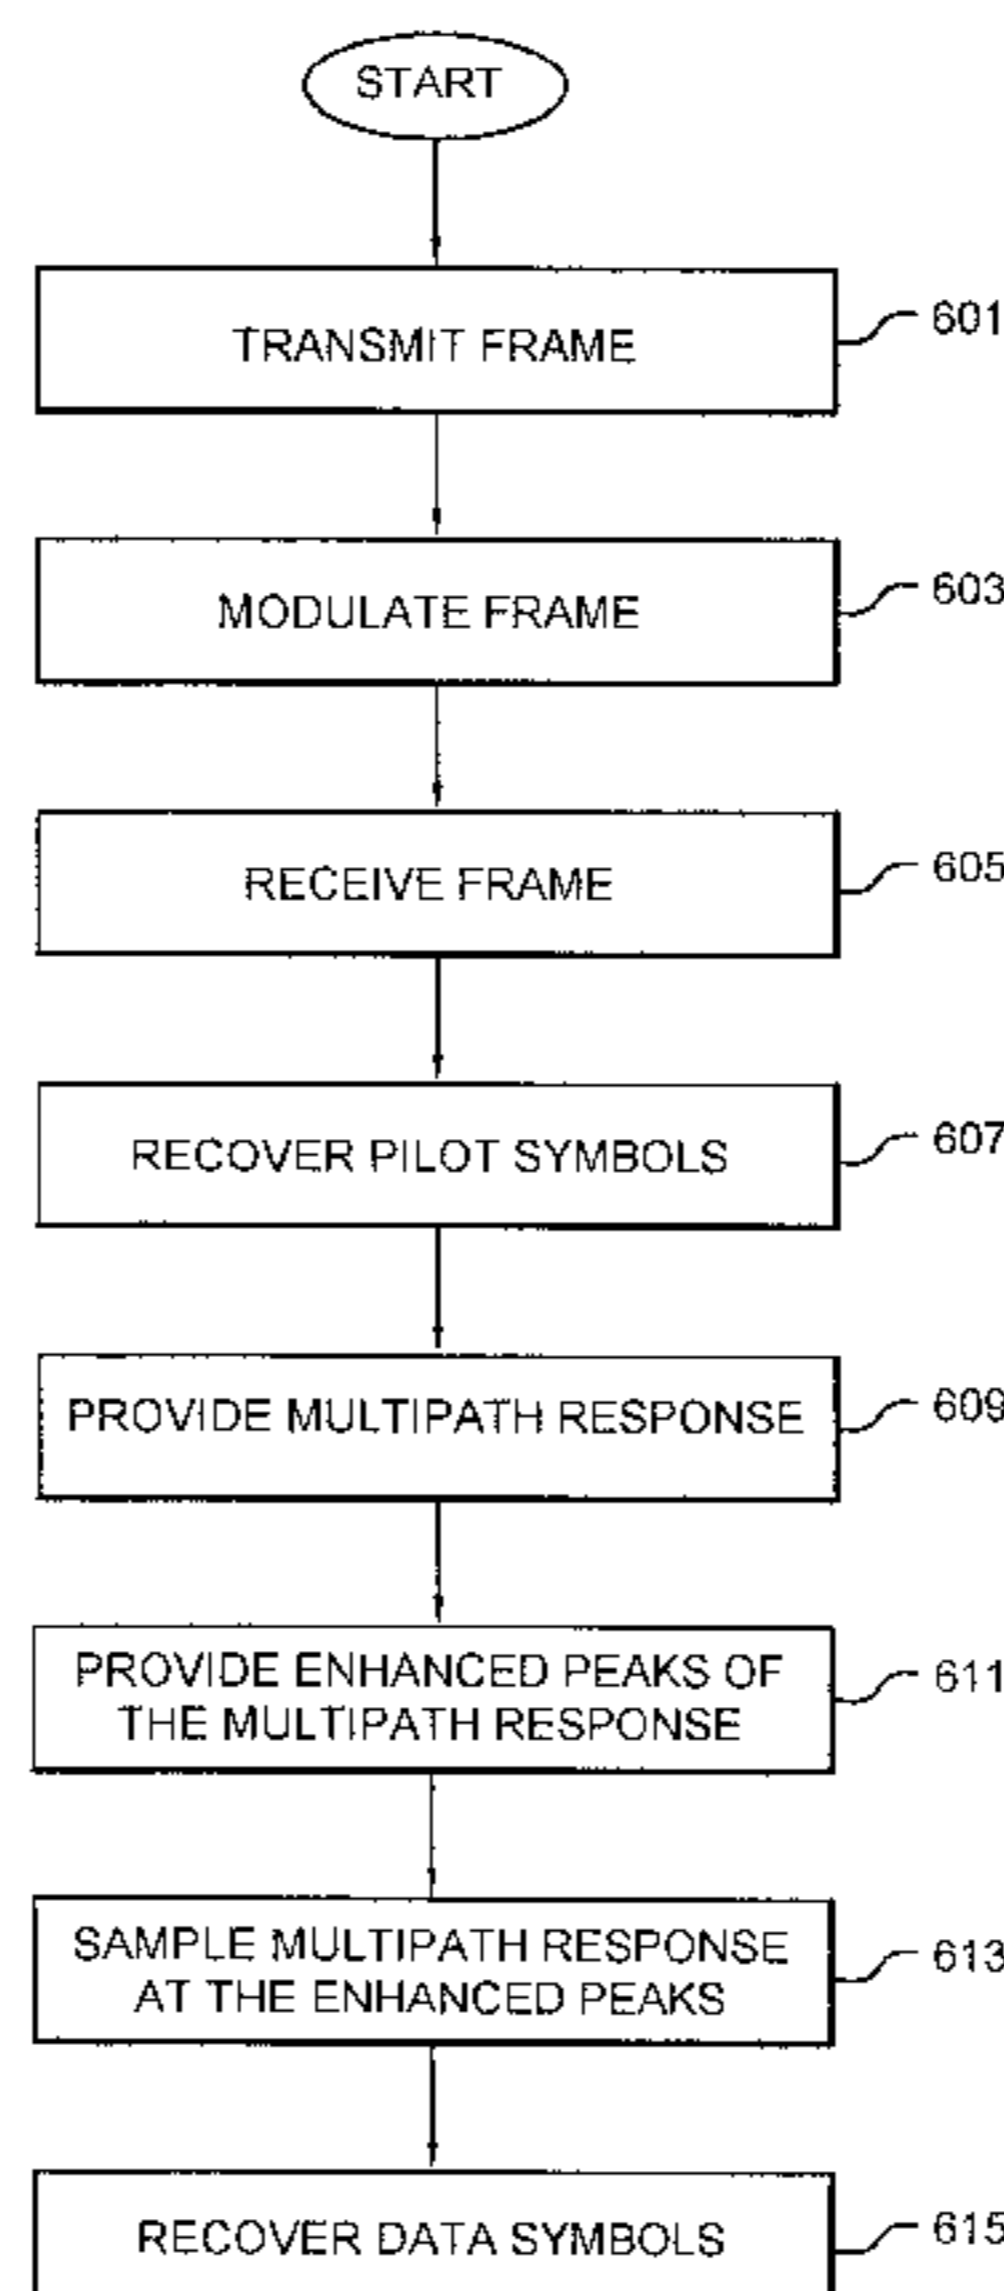 START
TRANSMIT FRAME
601
MODULATE FRAME
603
RECEIVE FRAME
605
RECOVER PILOT SYMBOLS
607
PROVIDE MULTIPATH RESPONSE
609
PROVIDE ENHANCED PEAKS OF
THE MULTIPATH RESPONSE
611
SAMPLE MULTIPATH RESPONSE
AT THE ENHANCED PEAKS
613
RECOVER DATA SYMBOLS
615